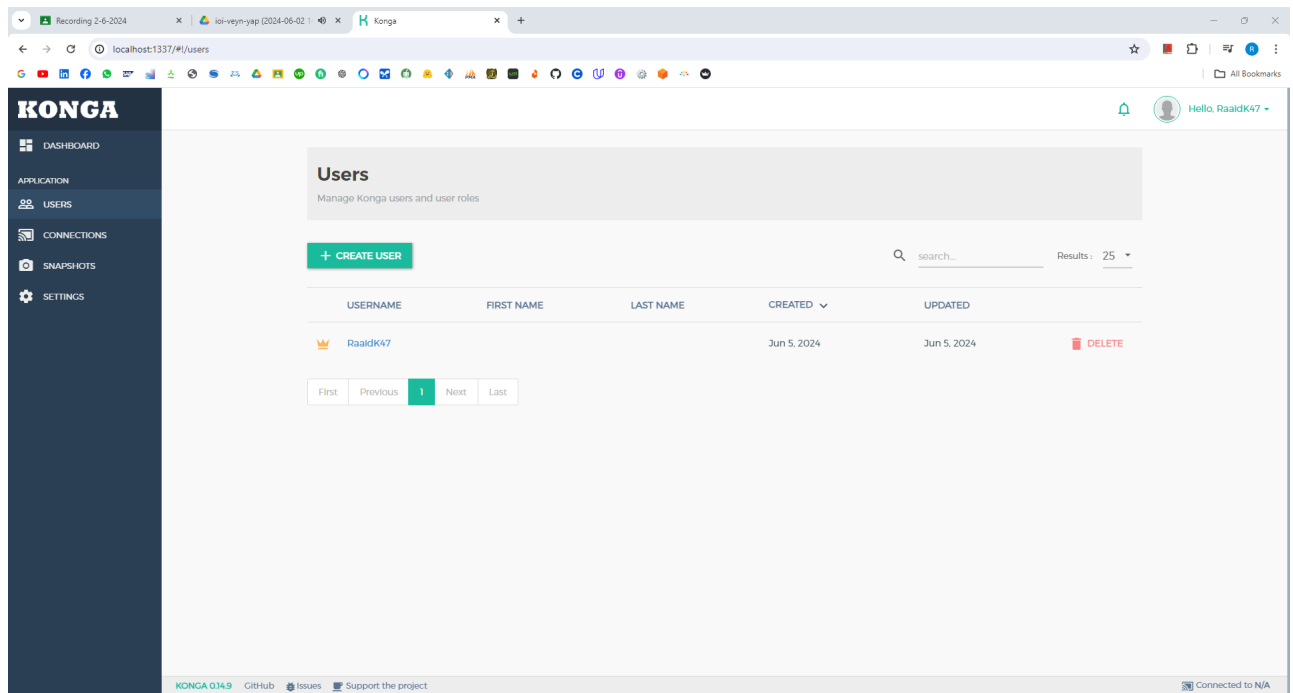 Recording 2-6-2024
ioi-veyn-yap (2024-06-02 1
Konga
localhost:1337/#!/users
All Bookmarks
KONGA
Hello, RaaidK47
DASHBOARD
APPLICATION
USERS
CONNECTIONS
SNAPSHOTS
SETTINGS
Users
Manage Konga users and user roles
+ CREATE USER
search...
Results : 25
USERNAME FIRST NAME LAST NAME CREATED UPDATED
RaaidK47 Jun 5, 2024 Jun 5, 2024 DELETE
First Previous 1 Next Last
KONGA 0.14.9 GitHub Issues Support the project
Connected to N/A